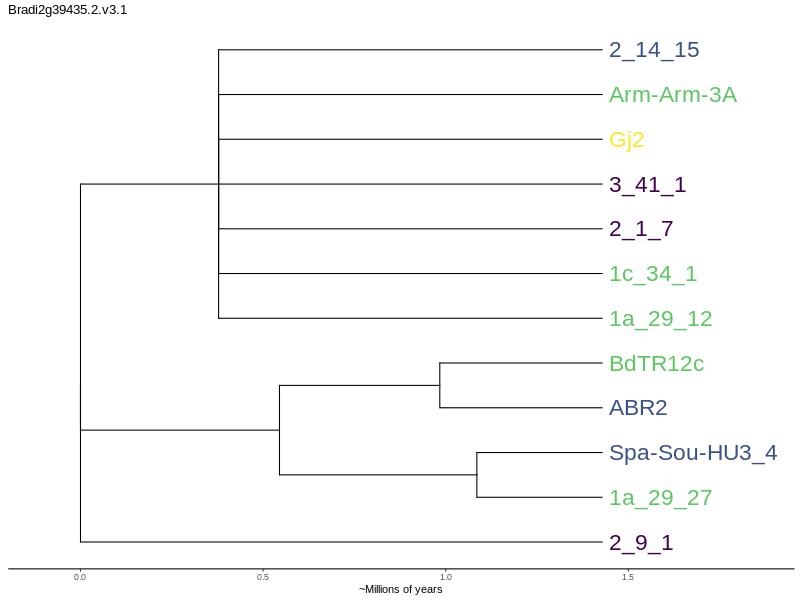 Bradi2g39435.2.v3.1
2_14_15
Arm-Arm-3A
Gj2
3_41_1
2_1_7
1c_34_1
1a_29_12
BdTR12c
ABR2
Spa-Sou-HU3_4
1a_29_27
2_9_1
0.0 0.5 1.0 1.5
~Millions of years